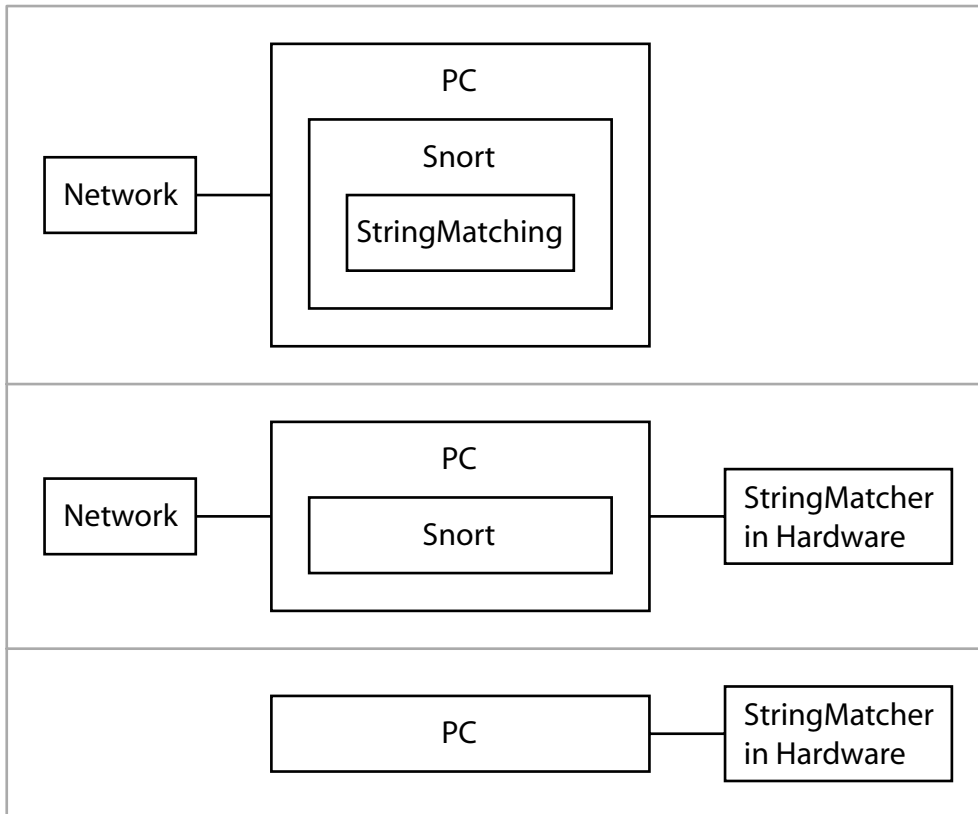 PC
Snort
Network
StringMatching
PC
Network
Snort
StringMatcher
in Hardware
PC
StringMatcher
in Hardware